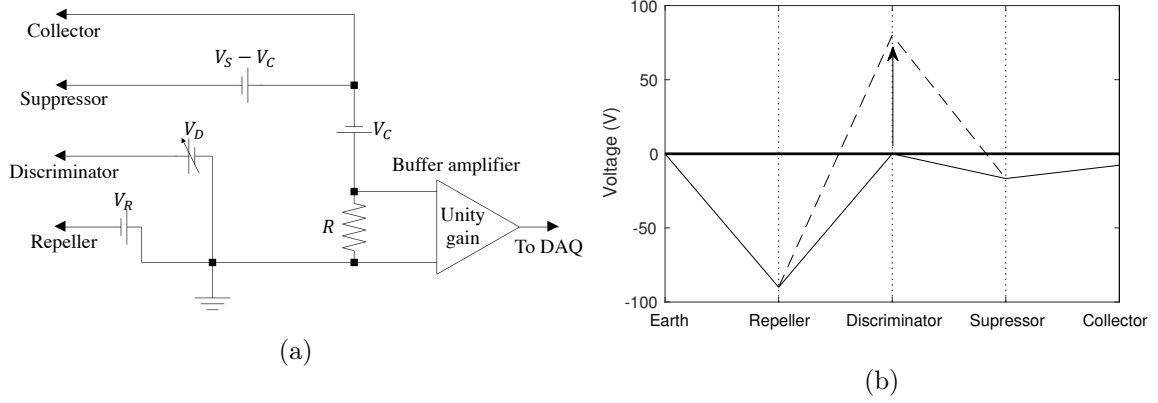 Collector
V_S − V_C
Suppressor
V_D
V_C
Discriminator
Buffer amplifier
V_R
Repeller
R
Unity
gain
To DAQ
(a)
Voltage (V)
100
50
0
-50
-100
Earth
Repeller
Discriminator
Supressor
Collector
(b)